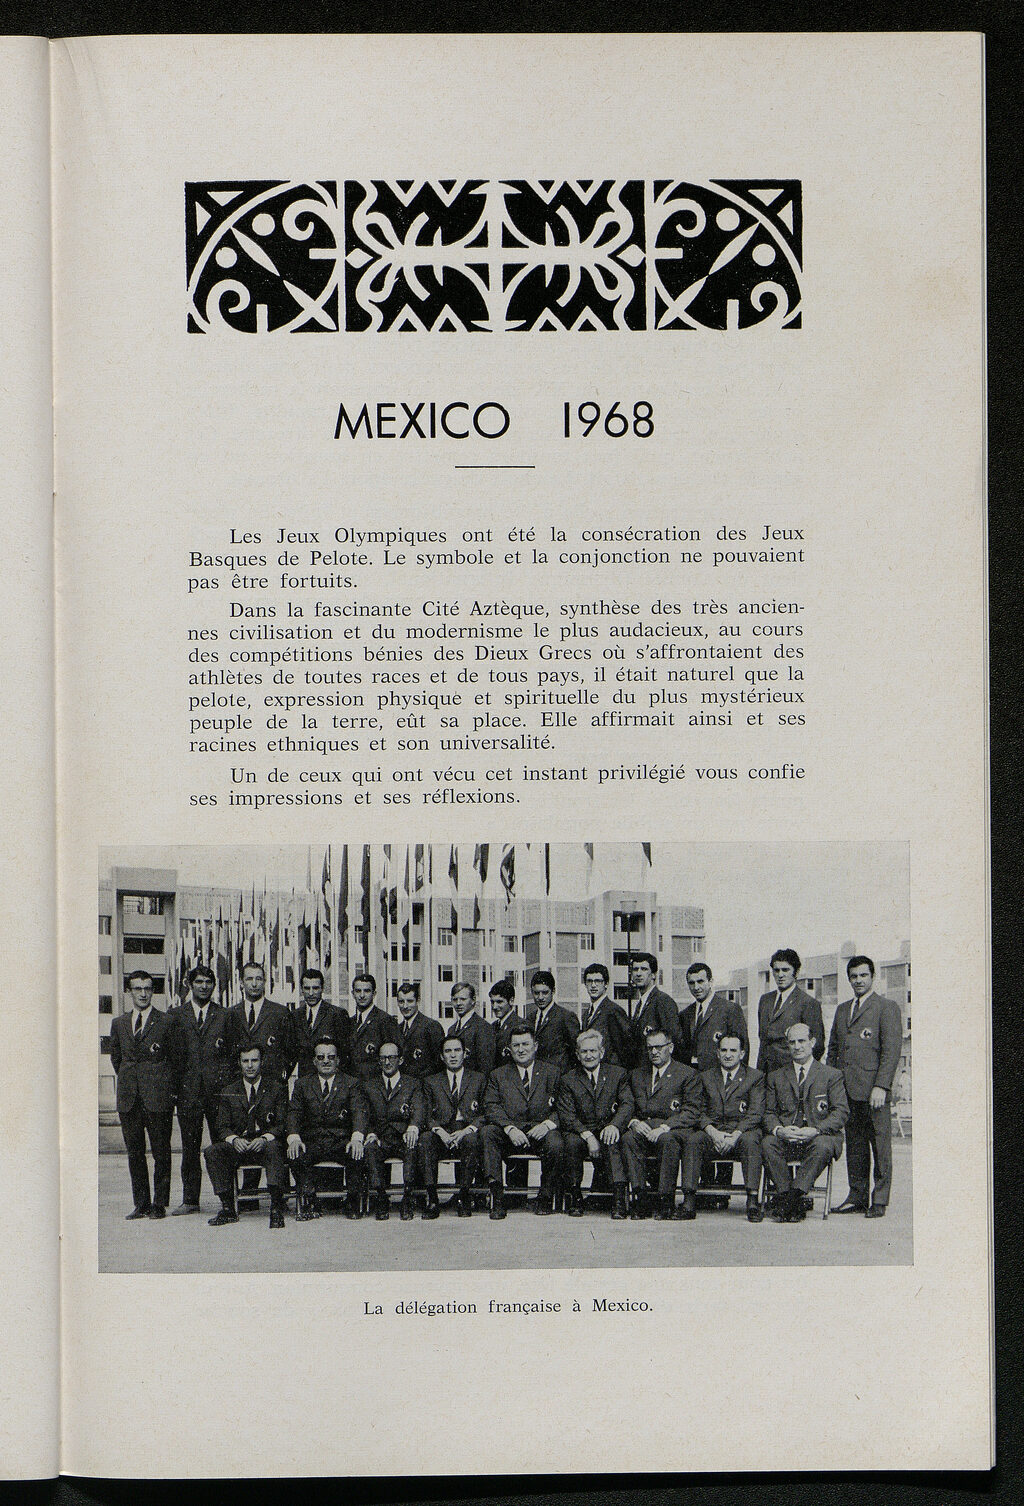 MEXICO 1968
Les Jeux Olympiques ont été la consécration des Jeux
Basques de Pelote. Le symbole et la conjonction ne pouvaient
pas être fortuits.
Dans la fascinante Cité Aztèque, synthèse des très ancien-
nes civilisation et du modernisme le plus audacieux, au cours
des compétitions bénies des Dieux Grecs où s'affrontaient des
athlètes de toutes races et de tous pays, il était naturel que la
pelote, expression physique et spirituelle du plus mystérieux
peuple de la terre, eût sa place. Elle affirmait ainsi et ses
racines ethniques et son universalité.
Un de ceux qui ont vécu cet instant privilégié vous confie
ses impressions et ses réflexions.
La délégation française à Mexico.